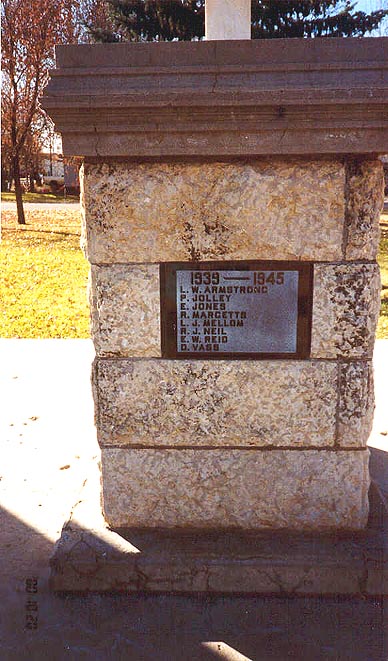 1939 — 1945
L. W. ARMSTRONG
P. JOLLEY
E. JONES
R. MARGETTS
L. J. MELLOM
R. J. NEIL
E. W. REID
D. VASS